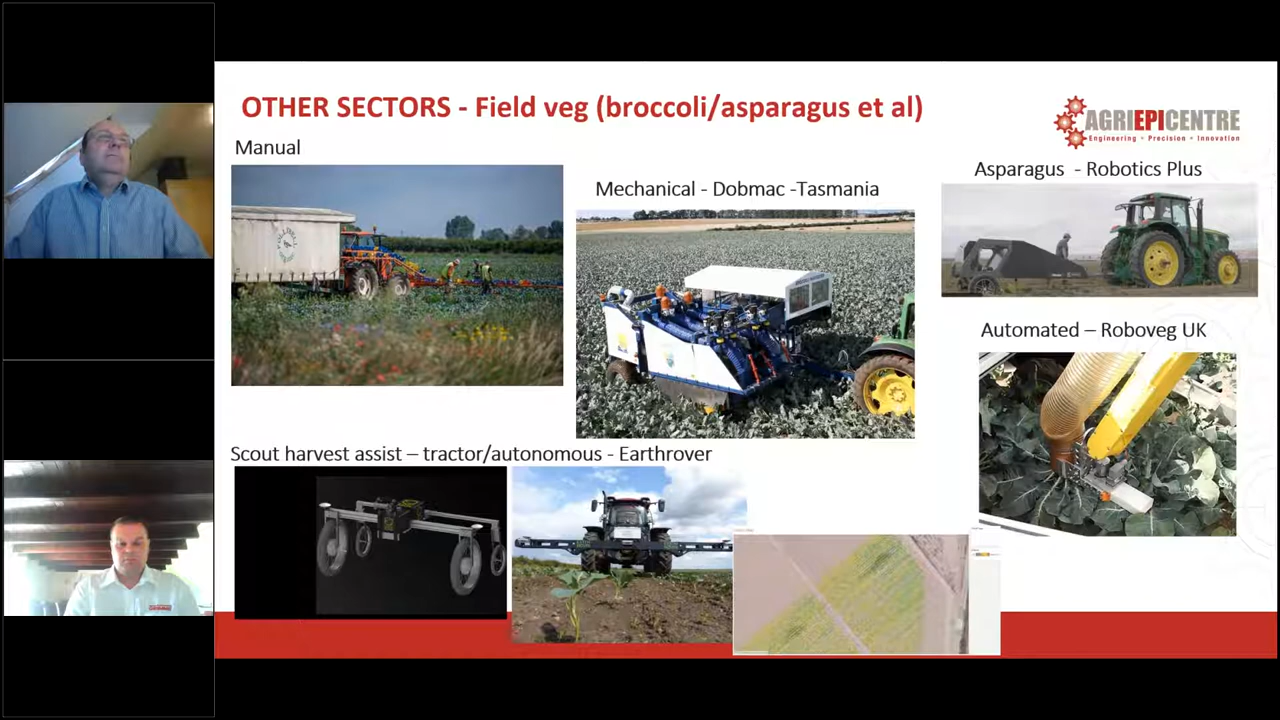 OTHER SECTORS - Field veg (broccoli/asparagus et al)
AGRIEPICENTRE
Engineering • Precision • Innovation
Manual
Mechanical - Dobmac -Tasmania
Asparagus - Robotics Plus
Automated – Roboveg UK
Scout harvest assist – tractor/autonomous - Earthrover